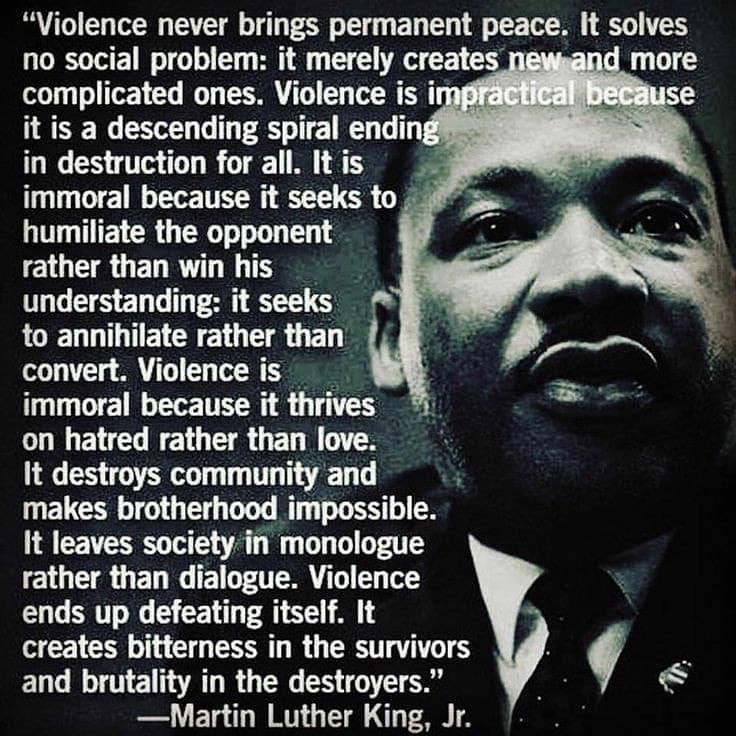 “Violence never brings permanent peace. It solves
no social problem: it merely creates new and more
complicated ones. Violence is impractical because
it is a descending spiral ending
in destruction for all. It is
immoral because it seeks to
humiliate the opponent
rather than win his
understanding: it seeks
to annihilate rather than
convert. Violence is
immoral because it thrives
on hatred rather than love.
It destroys community and
makes brotherhood impossible.
It leaves society in monologue
rather than dialogue. Violence
ends up defeating itself. It
creates bitterness in the survivors
and brutality in the destroyers.”
—Martin Luther King, Jr.